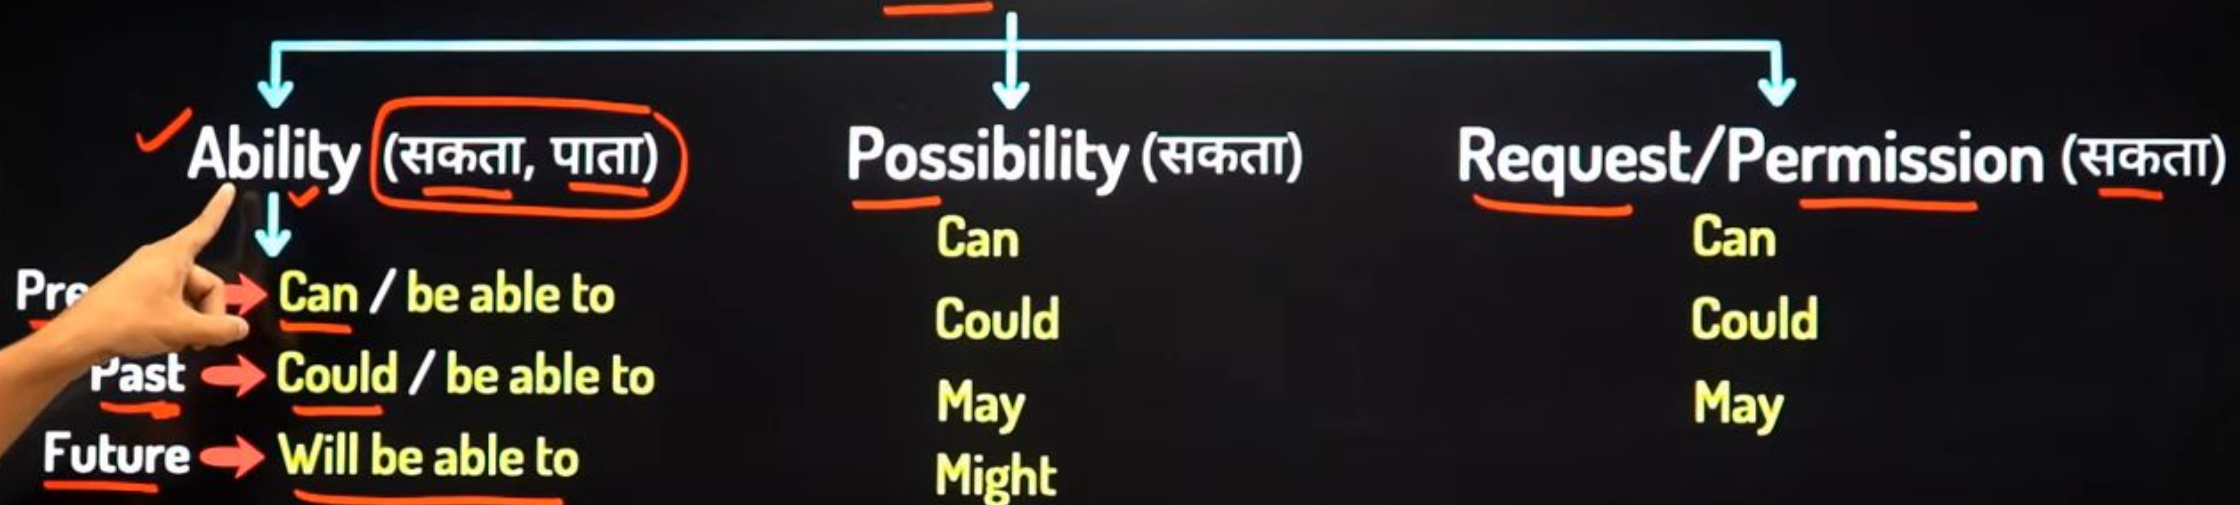 Ability (सकता, पाता)
Can / be able to
Past Could / be able to
Future Will be able to
Possibility (सकता)
Can
Could
May
Might
Request/Permission (सकता)
Can
Could
May